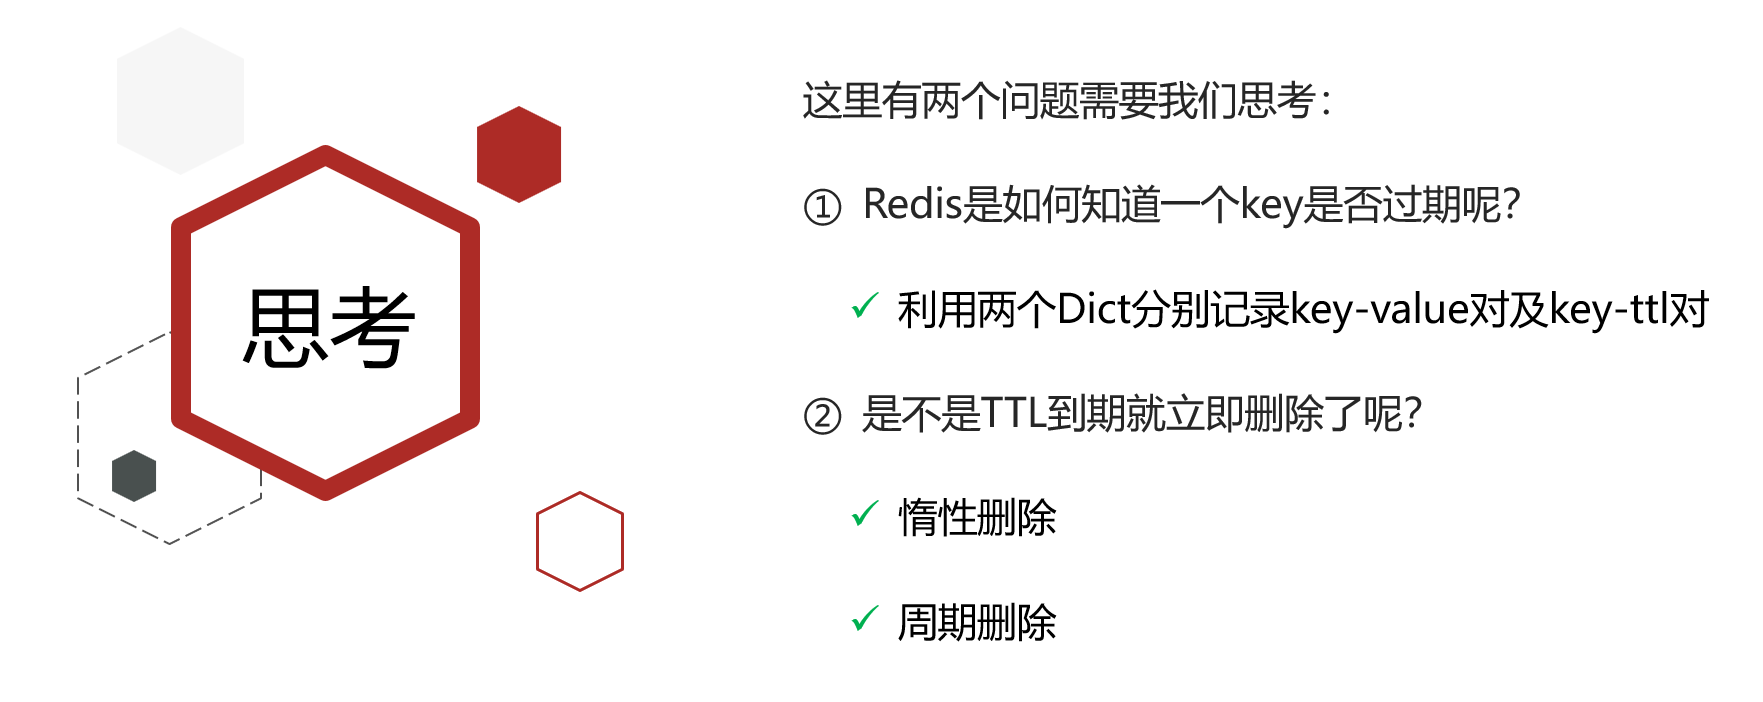 思考
这里有两个问题需要我们思考：
① Redis是如何知道一个key是否过期呢？
✓ 利用两个Dict分别记录key-value对及key-ttl对
② 是不是TTL到期就立即删除了呢？
✓ 惰性删除
✓ 周期删除